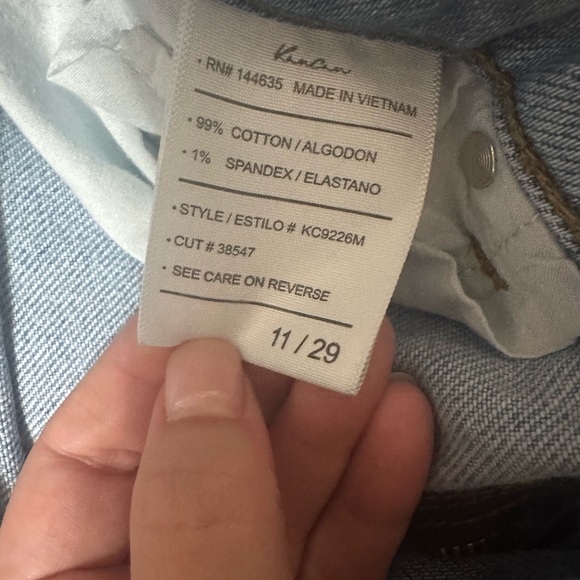 KanCan
• RN# 144635 MADE IN VIETNAM
• 99% COTTON / ALGODON
• 1% SPANDEX / ELASTANO
• STYLE / ESTILO # KC9226M
• CUT # 38547
• SEE CARE ON REVERSE
11 / 29